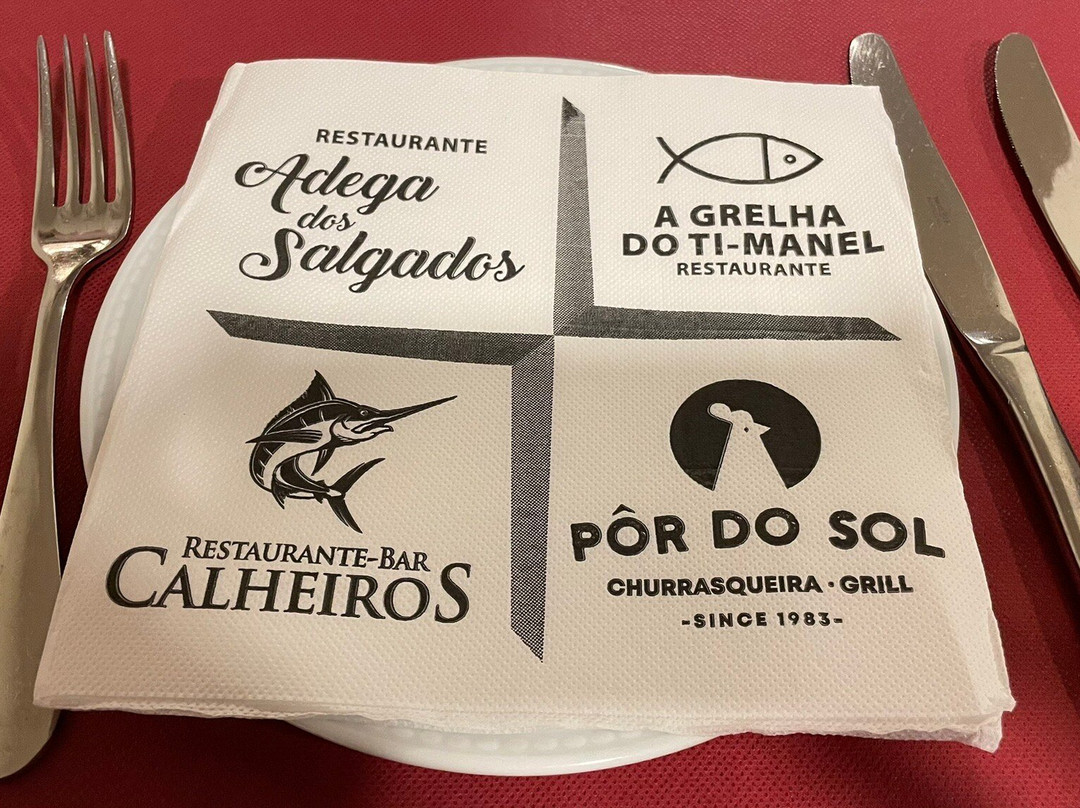 RESTAURANTE
Adega
dos
Salgados
A GRELHA
DO TI-MANEL
RESTAURANTE
RESTAURANTE-BAR
CALHEIROS
PÔR DO SOL
CHURRASQUEIRA · GRILL
-SINCE 1983-